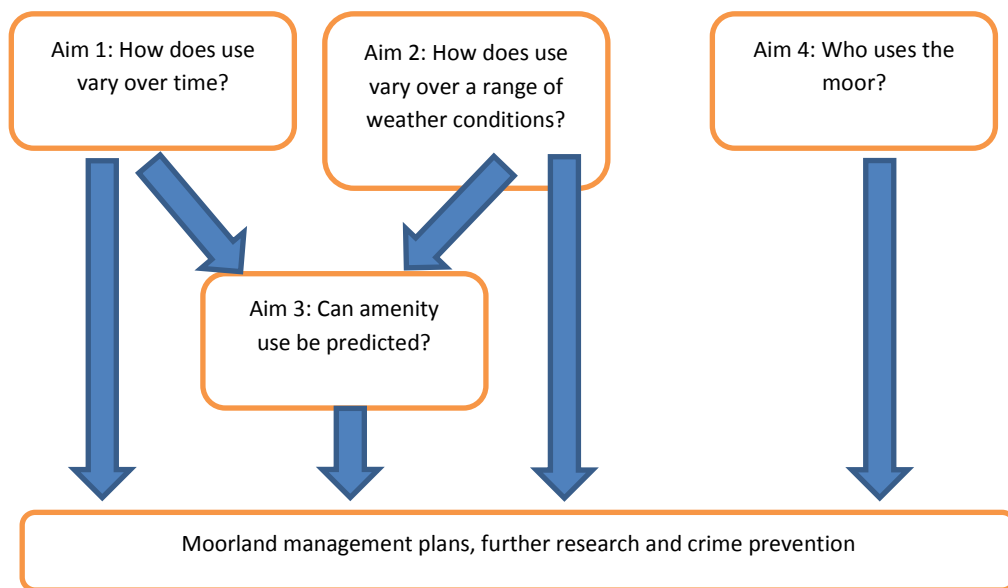 Aim 1: How does use
vary over time?
Aim 2: How does use
vary over a range of
weather conditions?
Aim 4: Who uses the
moor?
Aim 3: Can amenity
use be predicted?
Moorland management plans, further research and crime prevention